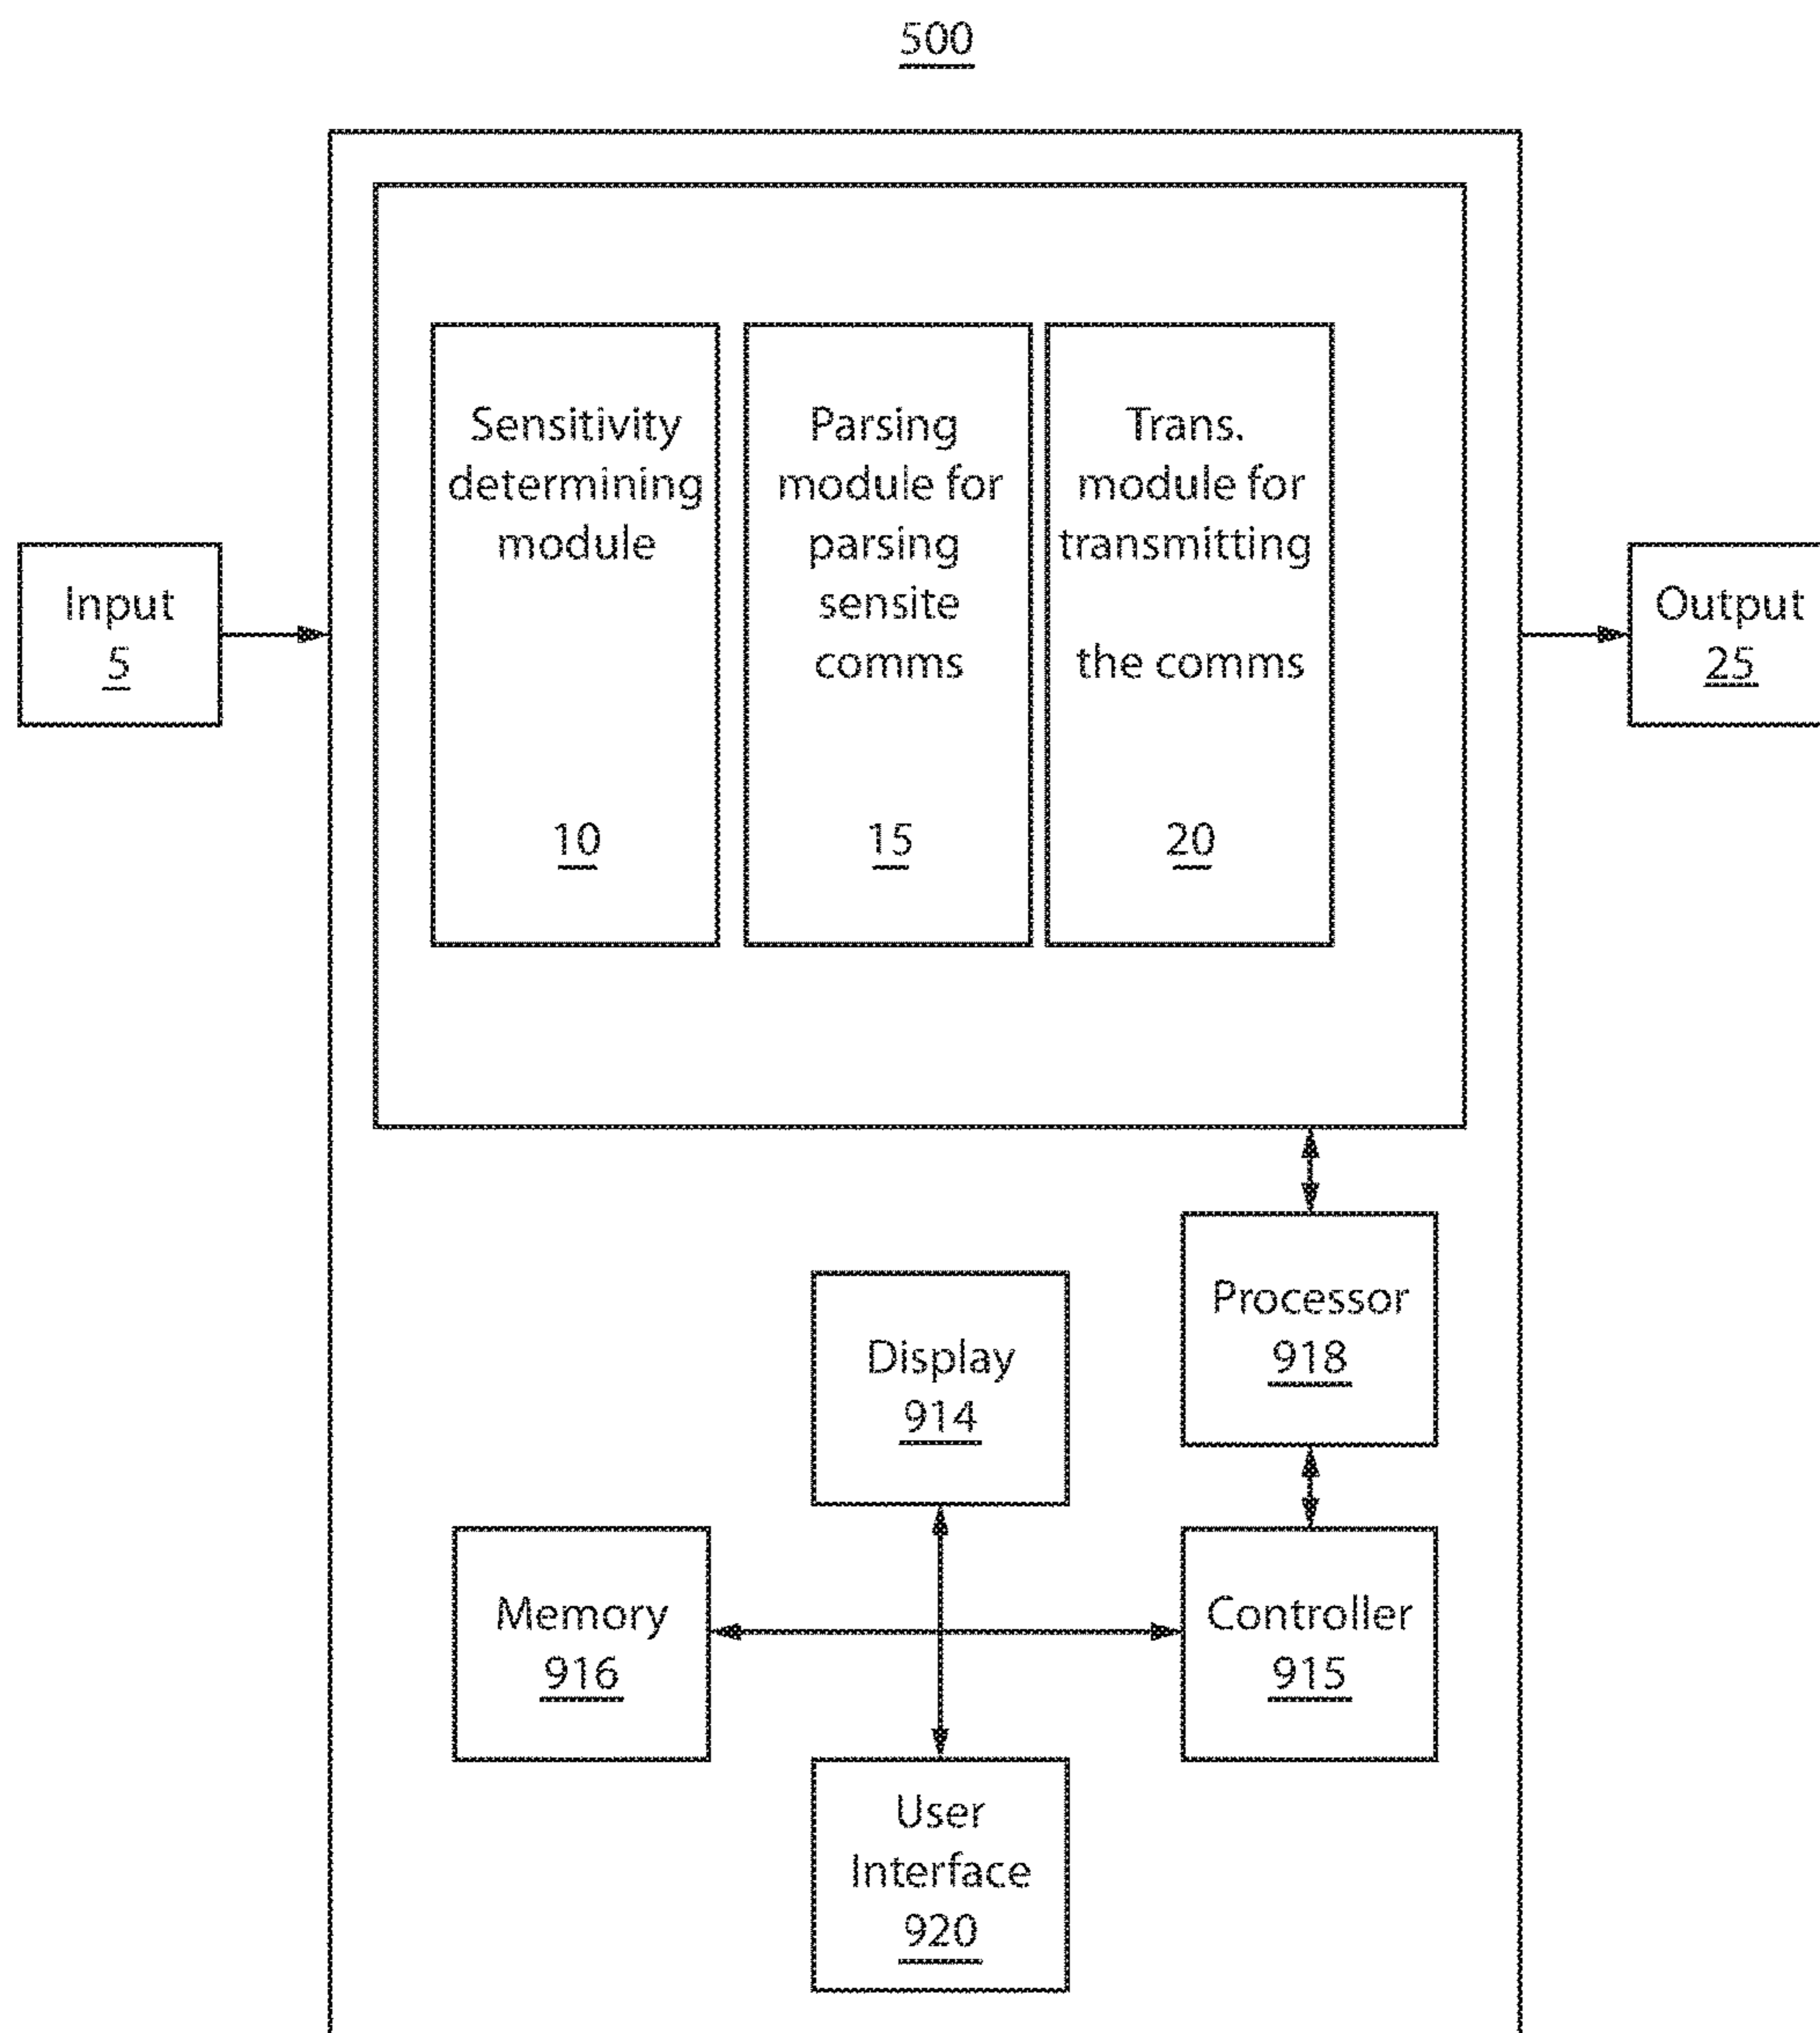 500
Sensitivity
determining
module
10
Parsing
module for
parsing
sensite
comms
15
Trans.
module for
transmitting
the comms
20
Input
5
Output
25
Processor
918
Display
914
Memory
916
Controller
915
User
Interface
920